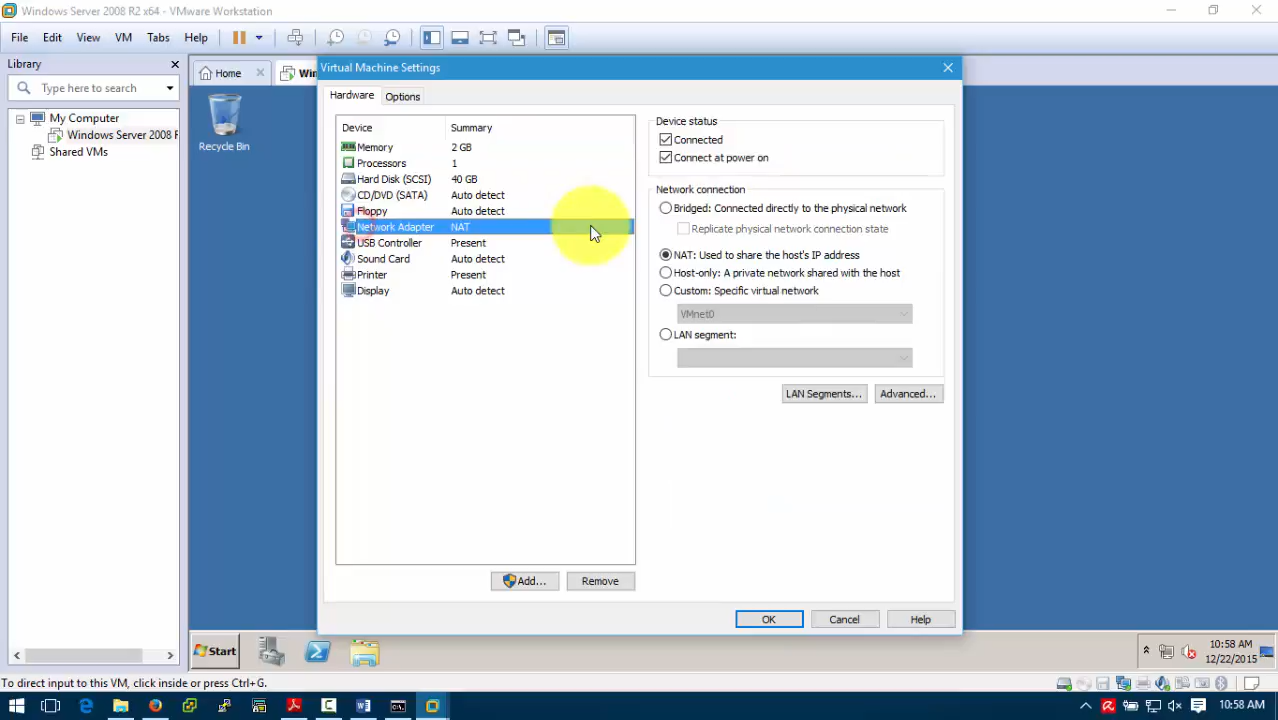 Windows Server 2008 R2 x64 - VMware Workstation
File Edit View VM Tabs Help
Library
Type here to search
My Computer
Windows Server 2008 R
Shared VMs
Home
Win
Recycle Bin
Virtual Machine Settings
Hardware Options
Device Summary
Memory 2 GB
Processors 1
Hard Disk (SCSI) 40 GB
CD/DVD (SATA) Auto detect
Floppy Auto detect
Network Adapter NAT
USB Controller Present
Sound Card Auto detect
Printer Present
Display Auto detect
Add... Remove
Device status
Connected
Connect at power on
Network connection
Bridged: Connected directly to the physical network
Replicate physical network connection state
NAT: Used to share the host's IP address
Host-only: A private network shared with the host
Custom: Specific virtual network
VMnet0
LAN segment:
LAN Segments... Advanced...
OK Cancel Help
Start
10:58 AM
12/22/2015
To direct input to this VM, click inside or press Ctrl+G.
10:58 AM